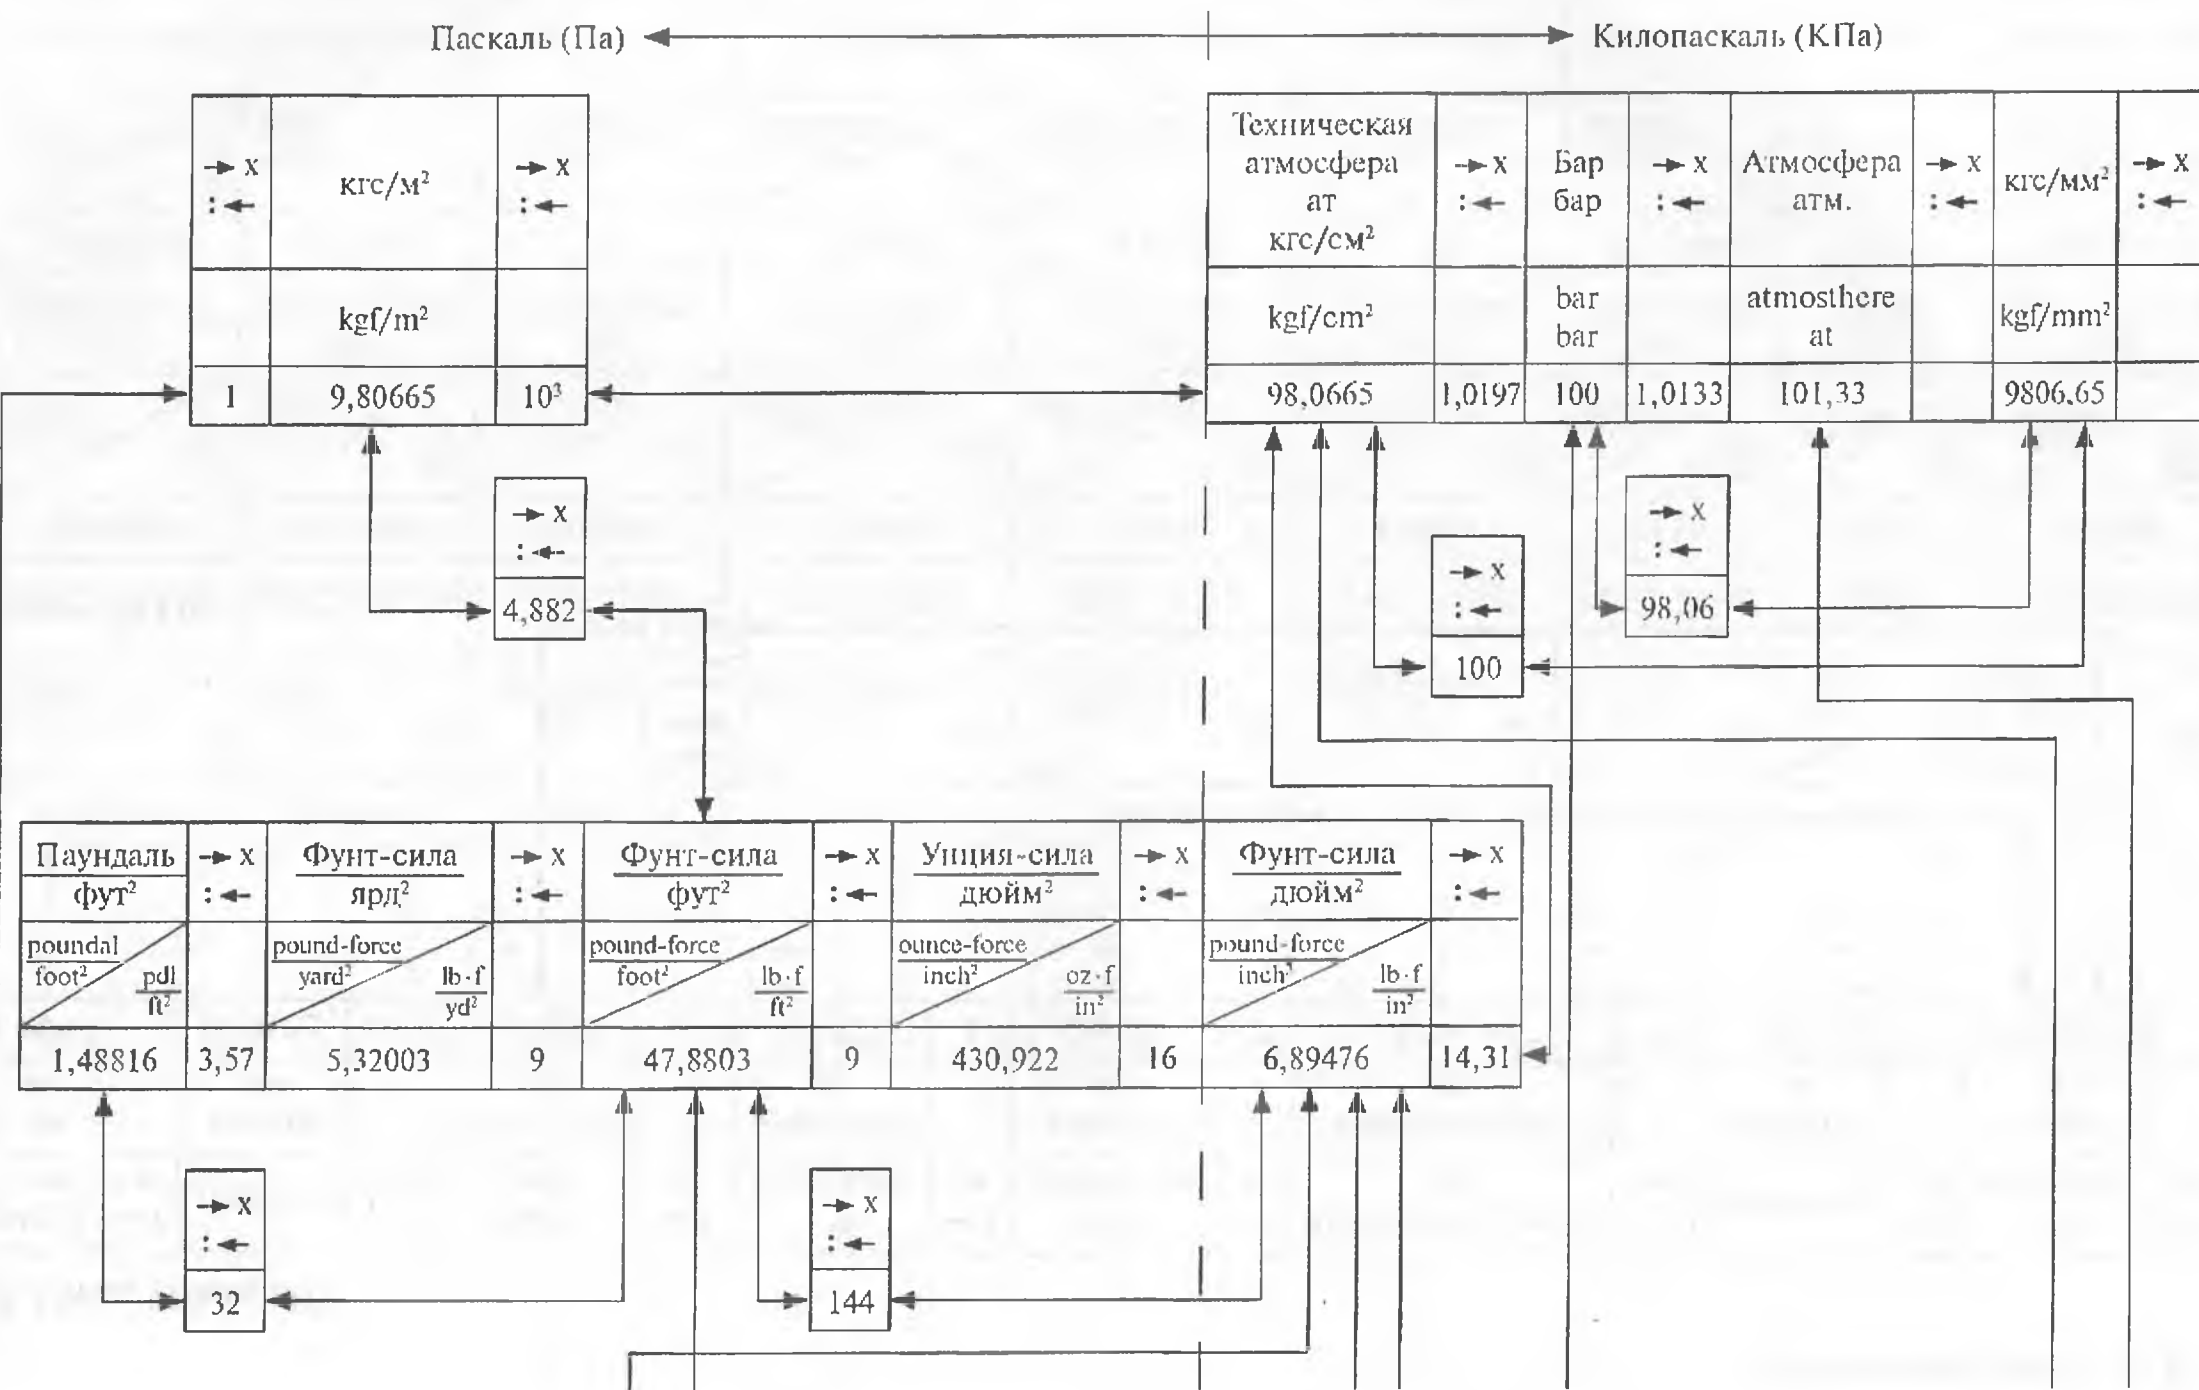 Паскаль (Па) Килопаскаль (КПа)
→ x кгс/м² → x
:← :←
kgf/m²
1 9,80665 10³
Техническая
атмосфера
ат
кгс/см²
→ x
:←
Бар
бар
→ x
:←
Атмосфера
атм.
→ x
:←
кгс/мм²
→ x
:←
kgf/cm²
bar
bar
atmosthere
at
kgf/mm²
98,0665 1,0197 100 1,0133 101,33 9806.65
→ x
:←
4,882
→ x
:←
100
→ x
:←
98,06
Паундаль
фут²
→ x
:←
Фунт-сила
ярд²
→ x
:←
Фунт-сила
фут²
→ x
:←
Унция-сила
дюйм²
→ x
:←
Фунт-сила
дюйм²
→ x
:←
poundal
foot²
pdl
ft²
pound-force
yard²
lb·f
yd²
pound-force
foot²
lb·f
ft²
ounce-force
inch²
oz·f
in²
pound-force
inch²
lb·f
in²
1,48816 3,57 5,32003 9 47,8803 9 430,922 16 6,89476 14,31
→ x
:←
32
→ x
:←
144